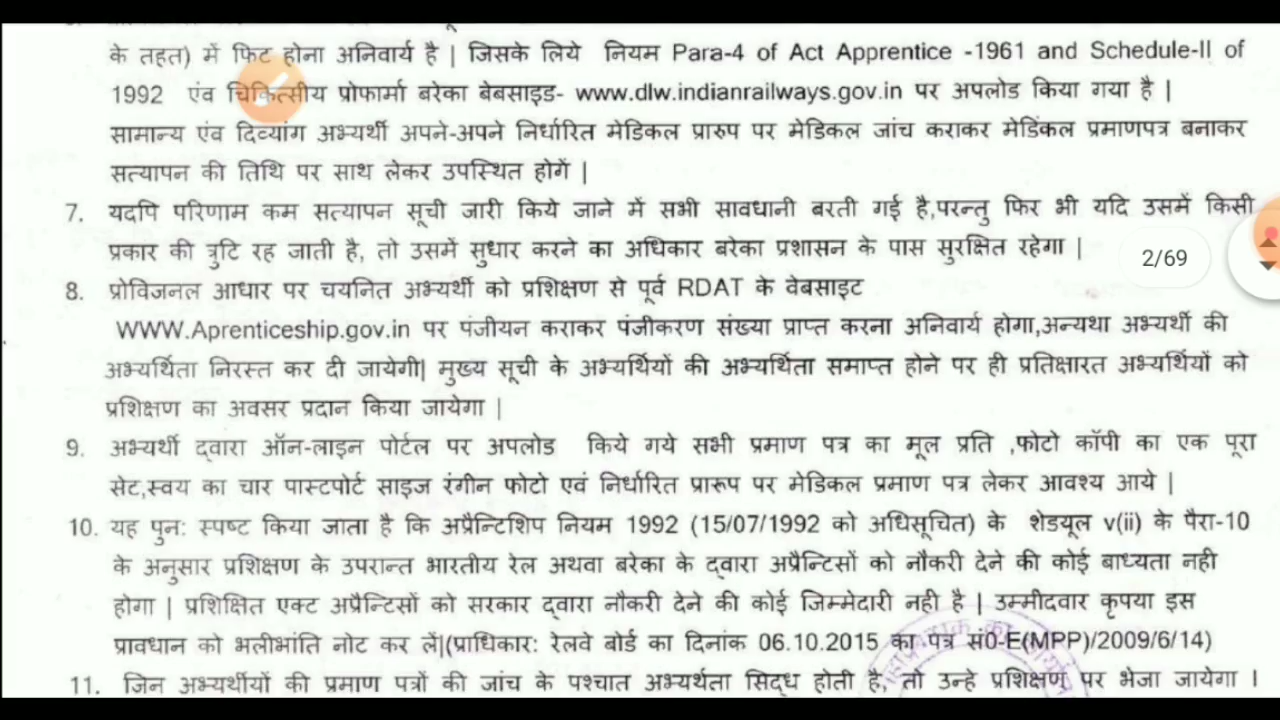 के तहत) में फिट होना अनिवार्य है | जिसके लिये नियम Para-4 of Act Apprentice -1961 and Schedule-II of
1992 एंव चिकित्सीय प्रोफार्मा बरेका बेबसाइड- www.dlw.indianrailways.gov.in पर अपलोड किया गया है |
सामान्य एंव दिव्यांग अभ्यर्थी अपने-अपने निर्धारित मेडिकल प्रारुप पर मेडिकल जांच कराकर मेडिकल प्रमाणपत्र बनाकर
सत्यापन की तिथि पर साथ लेकर उपस्थित होगें |
7. यदपि परिणाम कम सत्यापन सूची जारी किये जाने में सभी सावधानी बरती गई है,परन्तु फिर भी यदि उसमें किसी
प्रकार की त्रुटि रह जाती है, तो उसमें सुधार करने का अधिकार बरेका प्रशासन के पास सुरक्षित रहेगा |
2/69
8. प्रोविजनल आधार पर चयनित अभ्यर्थी को प्रशिक्षण से पूर्व RDAT के वेबसाइट
WWW.Aprenticeship.gov.in पर पंजीयन कराकर पंजीकरण संख्या प्राप्त करना अनिवार्य होगा,अन्यथा अभ्यर्थी की
अभ्यर्थिता निरस्त कर दी जायेगी| मुख्य सूची के अभ्यर्थियों की अभ्यर्थिता समाप्त होने पर ही प्रतिक्षारत अभ्यर्थियों को
प्रशिक्षण का अवसर प्रदान किया जायेगा |
9. अभ्यर्थी द्वारा ऑन-लाइन पोर्टल पर अपलोड किये गये सभी प्रमाण पत्र का मूल प्रति ,फोटो कॉपी का एक पूरा
सेट,स्वय का चार पास्टपोर्ट साइज रंगीन फोटो एवं निर्धारित प्रारूप पर मेडिकल प्रमाण पत्र लेकर आवश्य आये |
10. यह पुन: स्पष्ट किया जाता है कि अप्रैन्टिशिप नियम 1992 (15/07/1992 को अधिसूचित) के शेडयूल v(ii) के पैरा-10
के अनुसार प्रशिक्षण के उपरान्त भारतीय रेल अथवा बरेका के द्वारा अप्रैन्टिसों को नौकरी देने की कोई बाध्यता नही
होगा | प्रशिक्षित एक्ट अप्रैन्टिसों को सरकार द्वारा नौकरी देने की कोई जिम्मेदारी नही है | उम्मीदवार कृपया इस
प्रावधान को भलीभांति नोट कर लें|(प्राधिकार: रेलवे बोर्ड का दिनांक 06.10.2015 का पत्र सं0-E(MPP)/2009/6/14)
11. जिन अभ्यर्थीयों की प्रमाण पत्रों की जांच के पश्चात अभ्यर्थता सिद्ध होती है, तो उन्हे प्रशिक्षण पर भेजा जायेगा ।